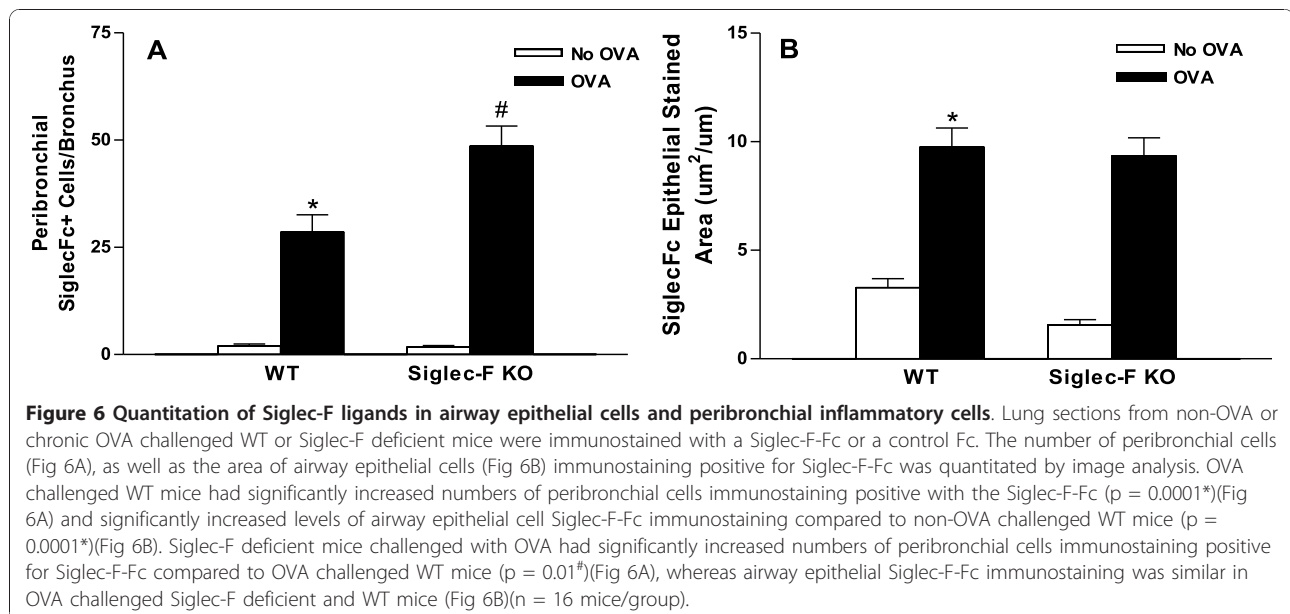 A
75
50
25
0
Peribronchial
SiglecFc+ Cells/Bronchus
No OVA
OVA
*
#
WT
Siglec-F KO
B
15
10
5
0
SiglecFc Epithelial Stained
Area (um²/um)
No OVA
OVA
*
WT
Siglec-F KO
Figure 6 Quantitation of Siglec-F ligands in airway epithelial cells and peribronchial inflammatory cells. Lung sections from non-OVA or
chronic OVA challenged WT or Siglec-F deficient mice were immunostained with a Siglec-F-Fc or a control Fc. The number of peribronchial cells
(Fig 6A), as well as the area of airway epithelial cells (Fig 6B) immunostaining positive for Siglec-F-Fc was quantitated by image analysis. OVA
challenged WT mice had significantly increased numbers of peribronchial cells immunostaining positive with the Siglec-F-Fc (p = 0.0001*)(Fig
6A) and significantly increased levels of airway epithelial cell Siglec-F-Fc immunostaining compared to non-OVA challenged WT mice (p =
0.0001*)(Fig 6B). Siglec-F deficient mice challenged with OVA had significantly increased numbers of peribronchial cells immunostaining positive
for Siglec-F-Fc compared to OVA challenged WT mice (p = 0.01#)(Fig 6A), whereas airway epithelial Siglec-F-Fc immunostaining was similar in
OVA challenged Siglec-F deficient and WT mice (Fig 6B)(n = 16 mice/group).